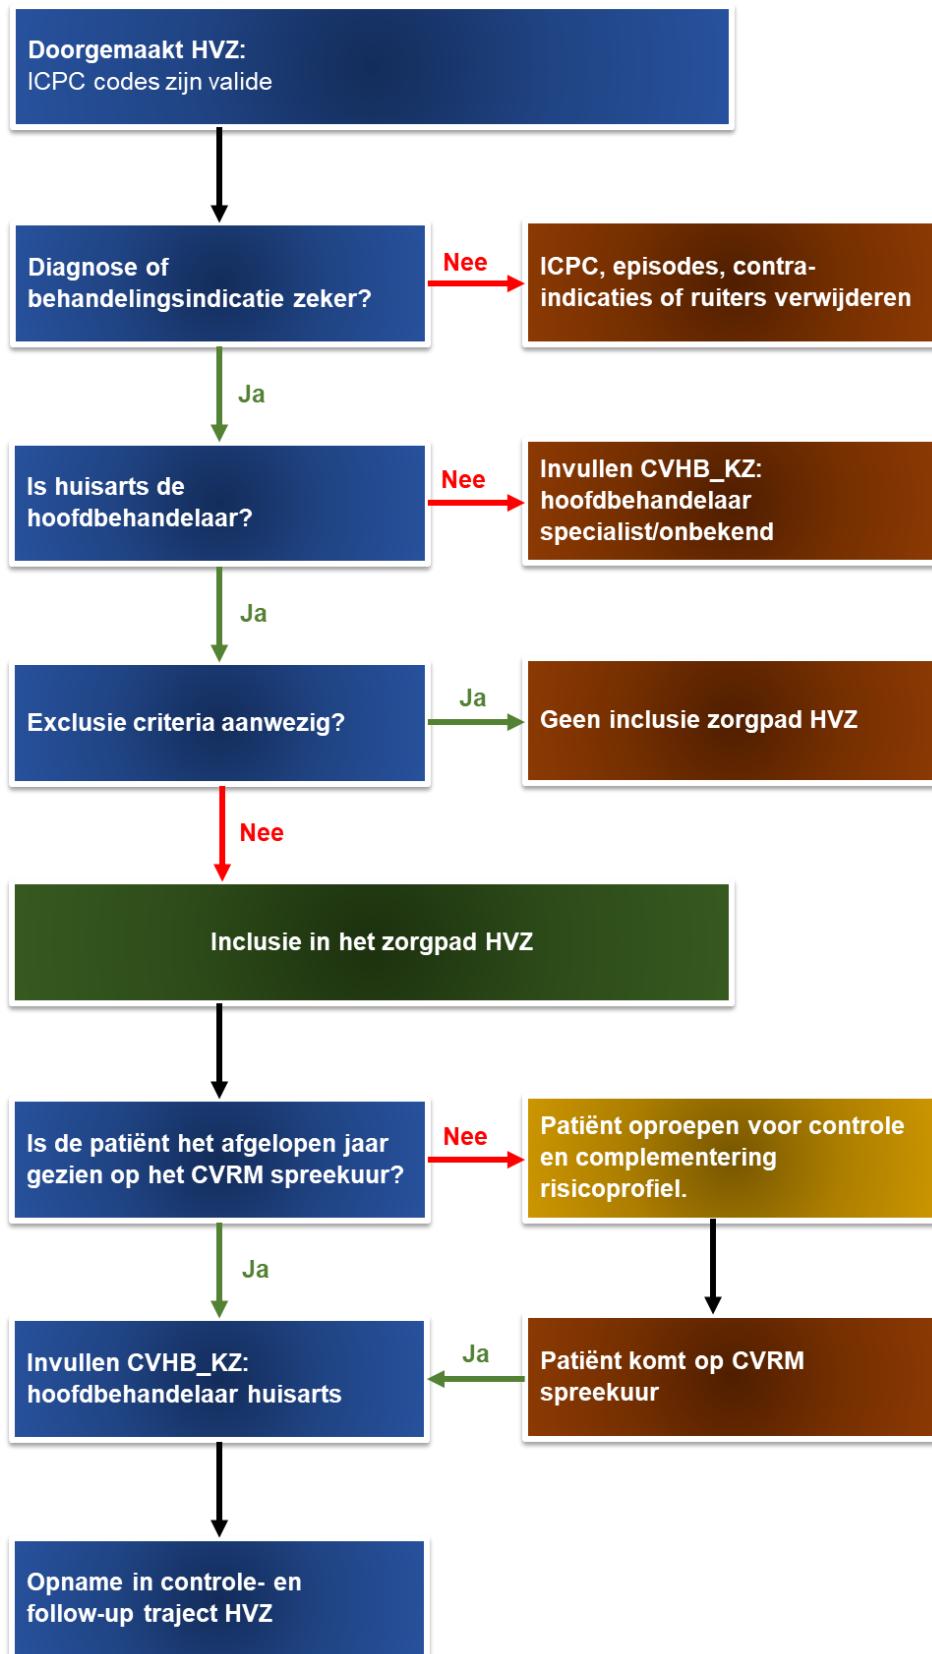 Doorgemaakt HVZ:
ICPC codes zijn valide
Diagnose of
behandelingsindicatie zeker?
Nee
ICPC, episodes, contra-
indicaties of ruiters verwijderen
Ja
Is huisarts de
hoofdbehandelaar?
Nee
Invullen CVHB_KZ:
hoofdbehandelaar
specialist/onbekend
Ja
Exclusie criteria aanwezig?
Ja
Geen inclusie zorgpad HVZ
Nee
Inclusie in het zorgpad HVZ
Is de patiënt het afgelopen jaar
gezien op het CVRM spreekuur?
Nee
Patiënt oproepen voor controle
en complementering
risicoprofiel.
Ja
Invullen CVHB_KZ:
hoofdbehandelaar huisarts
Ja
Patiënt komt op CVRM
spreekuur
Opname in controle- en
follow-up traject HVZ